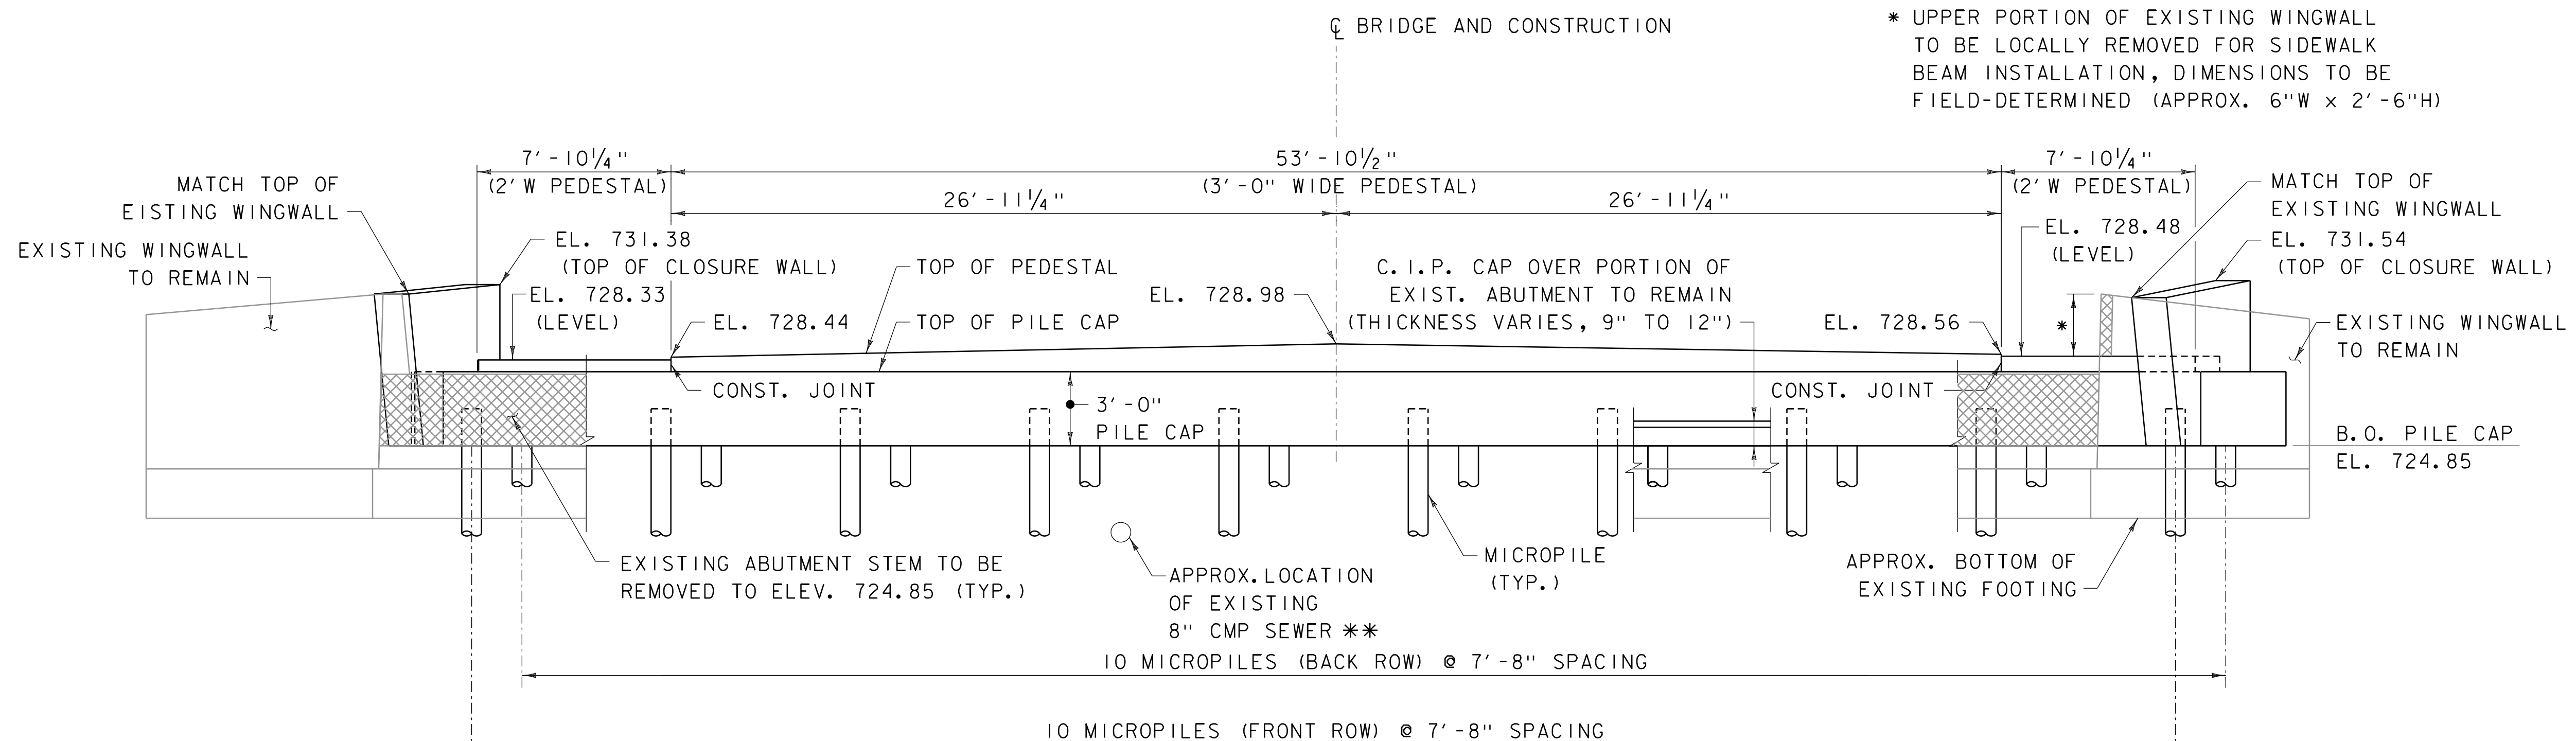 ℄ BRIDGE AND CONSTRUCTION
* UPPER PORTION OF EXISTING WINGWALL
TO BE LOCALLY REMOVED FOR SIDEWALK
BEAM INSTALLATION, DIMENSIONS TO BE
FIELD-DETERMINED (APPROX. 6"W x 2'-6"H)
7'-10¼"
(2'W PEDESTAL)
53'-10½"
(3'-0" WIDE PEDESTAL)
7'-10¼"
(2'W PEDESTAL)
26'-11¼"
26'-11¼"
MATCH TOP OF
EISTING WINGWALL
EXISTING WINGWALL
TO REMAIN
EL. 731.38
(TOP OF CLOSURE WALL)
EL. 728.33
(LEVEL)
EL. 728.44
TOP OF PEDESTAL
TOP OF PILE CAP
CONST. JOINT
EL. 728.98
C.I.P. CAP OVER PORTION OF
EXIST. ABUTMENT TO REMAIN
(THICKNESS VARIES, 9" TO 12")
EL. 728.56
CONST. JOINT
EL. 728.48
(LEVEL)
MATCH TOP OF
EXISTING WINGWALL
EL. 731.54
(TOP OF CLOSURE WALL)
*
EXISTING WINGWALL
TO REMAIN
3'-0"
PILE CAP
B.O. PILE CAP
EL. 724.85
EXISTING ABUTMENT STEM TO BE
REMOVED TO ELEV. 724.85 (TYP.)
APPROX.LOCATION
OF EXISTING
8" CMP SEWER **
MICROPILE
(TYP.)
APPROX. BOTTOM OF
EXISTING FOOTING
10 MICROPILES (BACK ROW) @ 7'-8" SPACING
10 MICROPILES (FRONT ROW) @ 7'-8" SPACING